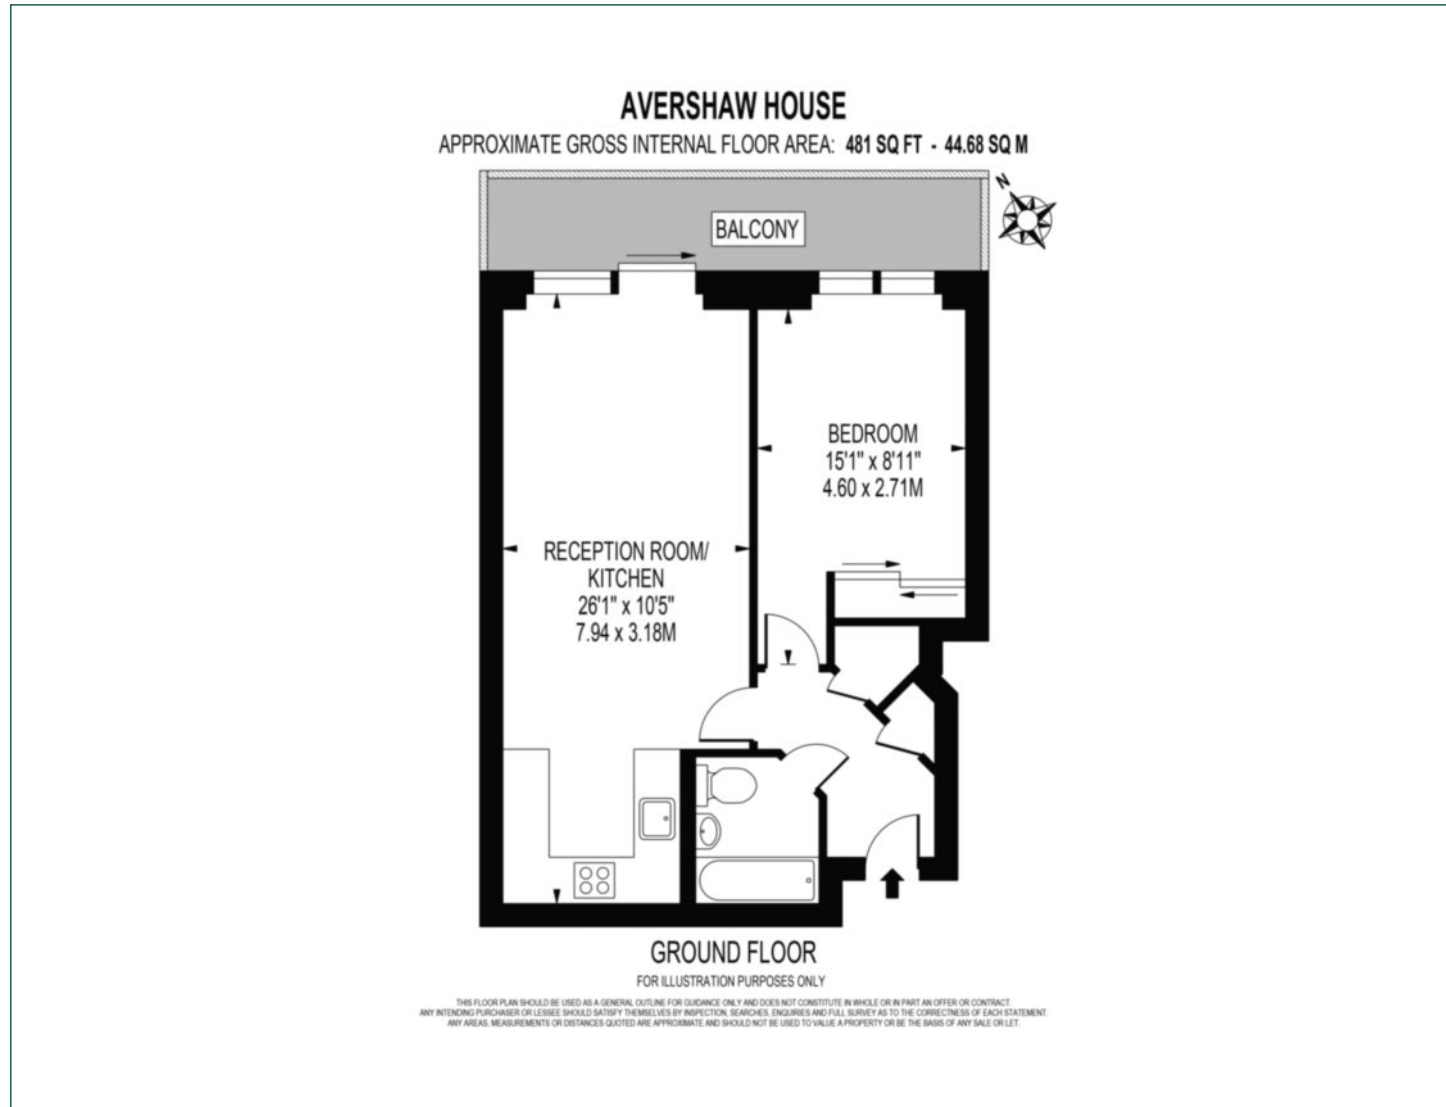 AVERSHAW HOUSE
APPROXIMATE GROSS INTERNAL FLOOR AREA: 481 SQ FT - 44.68 SQ M
N
BALCONY
BEDROOM
15'1" x 8'11"
4.60 x 2.71M
RECEPTION ROOM/
KITCHEN
26'1" x 10'5"
7.94 x 3.18M
GROUND FLOOR
FOR ILLUSTRATION PURPOSES ONLY
THIS FLOOR PLAN SHOULD BE USED AS A GENERAL OUTLINE FOR GUIDANCE ONLY AND DOES NOT CONSTITUTE IN WHOLE OR IN PART AN OFFER OR CONTRACT.
ANY INTENDING PURCHASER OR LESSEE SHOULD SATISFY THEMSELVES BY INSPECTION, SEARCHES, ENQUIRIES AND FULL SURVEY AS TO THE CORRECTNESS OF EACH STATEMENT.
ANY AREAS, MEASUREMENTS OR DISTANCES QUOTED ARE APPROXIMATE AND SHOULD NOT BE USED TO VALUE A PROPERTY OR BE THE BASIS OF ANY SALE OR LET.